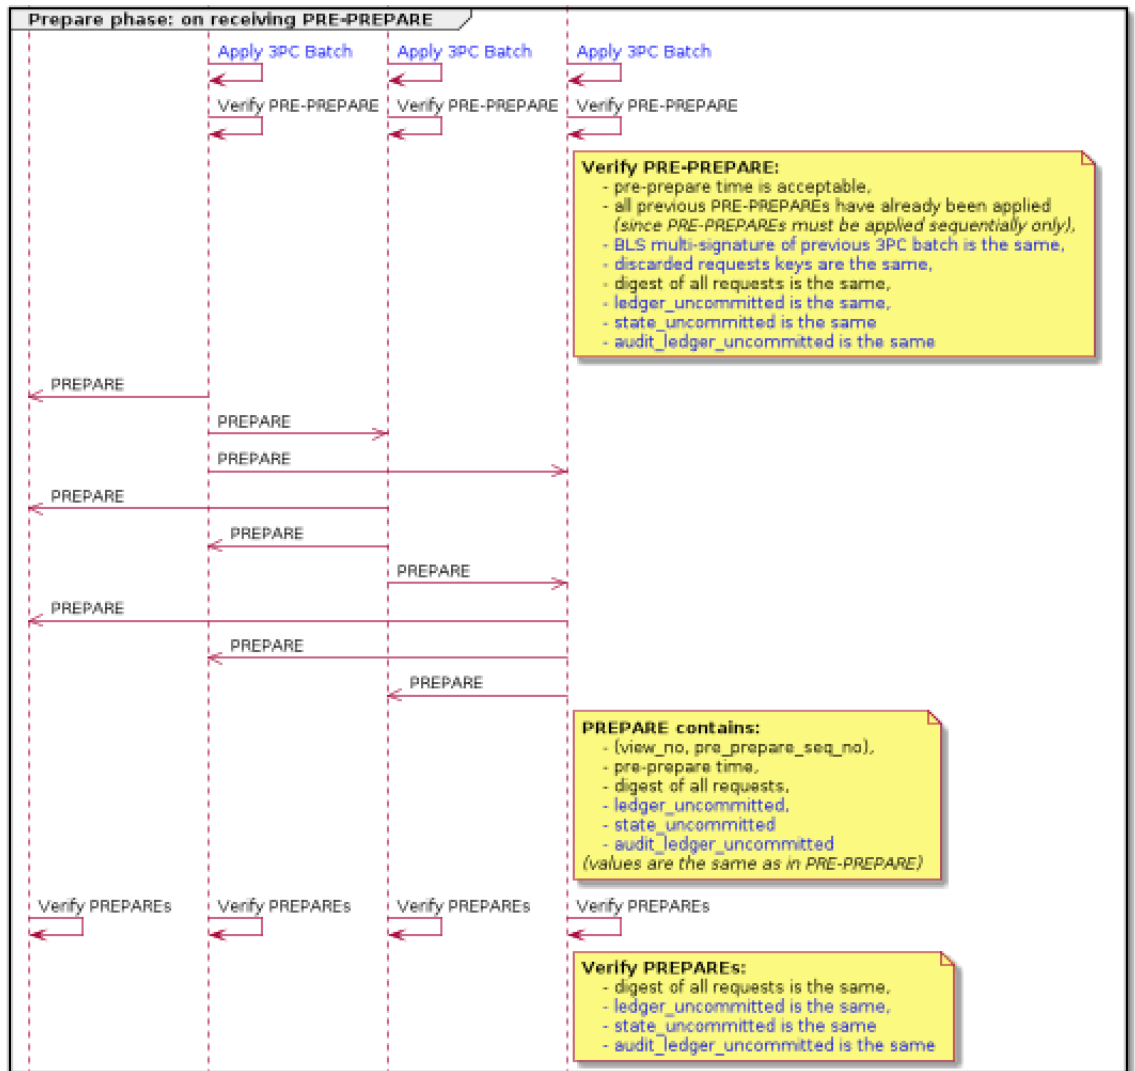 Prepare phase: on receiving PRE-PREPARE
Apply 3PC Batch Apply 3PC Batch Apply 3PC Batch
Verify PRE-PREPARE Verify PRE-PREPARE Verify PRE-PREPARE
Verify PRE-PREPARE:
- pre-prepare time is acceptable,
- all previous PRE-PREPAREs have already been applied
(since PRE-PREPAREs must be applied sequentially only),
- BLS multi-signature of previous 3PC batch is the same,
- discarded requests keys are the same,
- digest of all requests is the same,
- ledger_uncommitted is the same,
- state_uncommitted is the same
- audit_ledger_uncommitted is the same
PREPARE
PREPARE
PREPARE
PREPARE
PREPARE
PREPARE
PREPARE
PREPARE
PREPARE
PREPARE contains:
- (view_no, pre_prepare_seq_no),
- pre-prepare time,
- digest of all requests,
- ledger_uncommitted,
- state_uncommitted
- audit_ledger_uncommitted
(values are the same as in PRE-PREPARE)
Verify PREPAREs Verify PREPAREs Verify PREPAREs Verify PREPAREs
Verify PREPAREs:
- digest of all requests is the same,
- ledger_uncommitted is the same,
- state_uncommitted is the same
- audit_ledger_uncommitted is the same